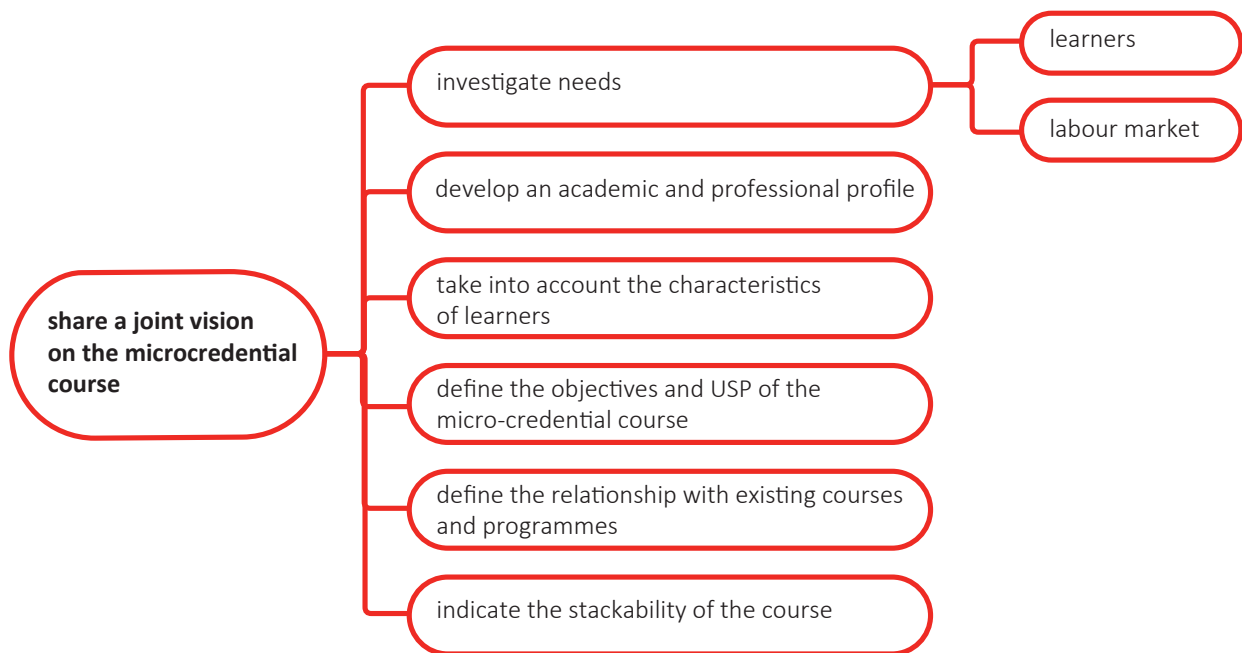 share a joint vision
on the microcredential
course
investigate needs
learners
labour market
develop an academic and professional profile
take into account the characteristics
of learners
define the objectives and USP of the
micro-credential course
define the relationship with existing courses
and programmes
indicate the stackability of the course